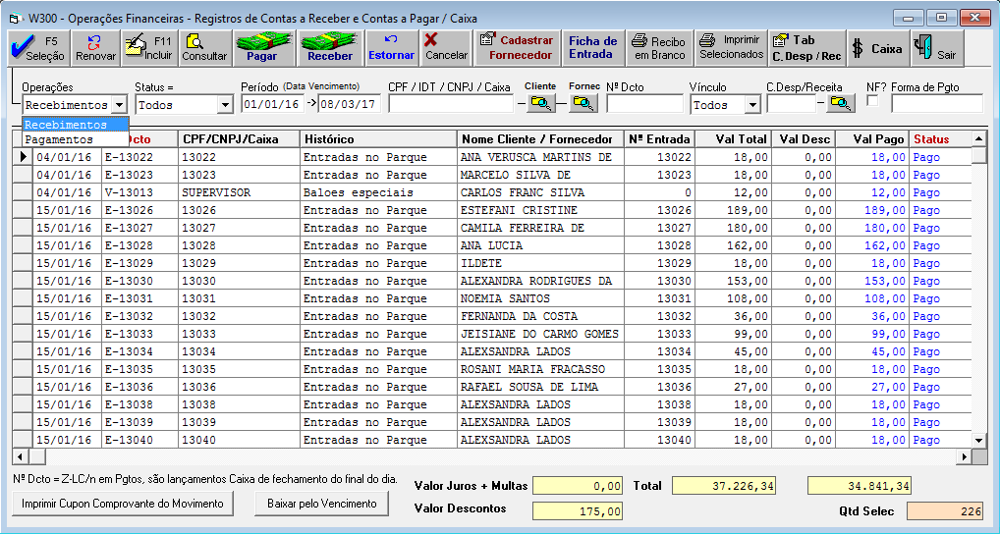 W300 - Operações Financeiras - Registros de Contas a Receber e Contas a Pagar / Caixa
F5 Seleção Renovar F11 Incluir Consultar Pagar Receber Estornar Cancelar Cadastrar Fornecedor Ficha de Entrada Recibo em Branco Imprimir Selecionados Tab C. Desp / Rec Caixa Sair
Operações Status = Período (Data Vencimento) CPF / IDT / CNPJ / Caixa Cliente Fornec Nº Dcto Vínculo C.Desp/Receita NF? Forma de Pgto
Recebimentos Todos 01/01/16 -> 08/03/17 Todos
Recebimentos
Pagamentos
Dcto CPF/CNPJ/Caixa Histórico Nome Cliente / Fornecedor Nº Entrada Val Total Val Desc Val Pago Status
04/01/16 E-13022 13022 Entradas no Parque ANA VERUSCA MARTINS DE 13022 18,00 0,00 18,00 Pago
04/01/16 E-13023 13023 Entradas no Parque MARCELO SILVA DE 13023 18,00 0,00 18,00 Pago
04/01/16 V-13013 SUPERVISOR Baloes especiais CARLOS FRANC SILVA 0 12,00 0,00 12,00 Pago
15/01/16 E-13026 13026 Entradas no Parque ESTEFANI CRISTINE 13026 189,00 0,00 189,00 Pago
15/01/16 E-13027 13027 Entradas no Parque CAMILA FERREIRA DE 13027 180,00 0,00 180,00 Pago
15/01/16 E-13028 13028 Entradas no Parque ANA LUCIA 13028 162,00 0,00 162,00 Pago
15/01/16 E-13029 13029 Entradas no Parque ILDETE 13029 18,00 0,00 18,00 Pago
15/01/16 E-13030 13030 Entradas no Parque ALEXANDRA RODRIGUES DA 13030 153,00 0,00 153,00 Pago
15/01/16 E-13031 13031 Entradas no Parque NOEMIA SANTOS 13031 108,00 0,00 108,00 Pago
15/01/16 E-13032 13032 Entradas no Parque FERNANDA DA COSTA 13032 36,00 0,00 36,00 Pago
15/01/16 E-13033 13033 Entradas no Parque JEISIANE DO CARMO GOMES 13033 99,00 0,00 99,00 Pago
15/01/16 E-13034 13034 Entradas no Parque ALEXSANDRA LADOS 13034 45,00 0,00 45,00 Pago
15/01/16 E-13035 13035 Entradas no Parque ROSANI MARIA FRACASSO 13035 18,00 0,00 18,00 Pago
15/01/16 E-13036 13036 Entradas no Parque RAFAEL SOUSA DE LIMA 13036 27,00 0,00 27,00 Pago
15/01/16 E-13038 13038 Entradas no Parque ALEXSANDRA LADOS 13038 18,00 0,00 18,00 Pago
15/01/16 E-13039 13039 Entradas no Parque ALEXSANDRA LADOS 13039 18,00 0,00 18,00 Pago
15/01/16 E-13040 13040 Entradas no Parque ALEXSANDRA LADOS 13040 18,00 0,00 18,00 Pago
Nº Dcto = Z-LC/n em Pgtos, são lançamentos Caixa de fechamento do final do dia.
Valor Juros + Multas 0,00 Total 37.226,34 34.841,34
Imprimir Cupon Comprovante do Movimento Baixar pelo Vencimento
Valor Descontos 175,00 Qtd Selec 226